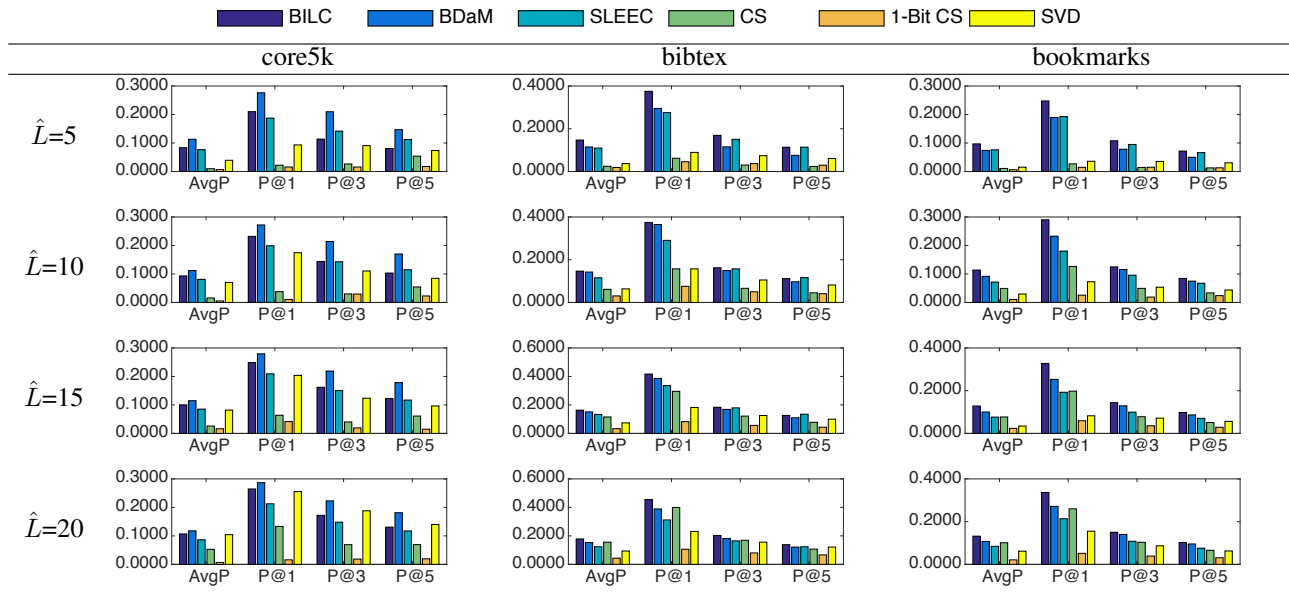 BILC BDaM SLEEC CS 1-Bit CS SVD
core5k bibtex bookmarks
L̂=5
0.3000 0.2000 0.1000 0.0000
AvgP P@1 P@3 P@5
0.4000 0.2000 0.0000
AvgP P@1 P@3 P@5
0.3000 0.2000 0.1000 0.0000
AvgP P@1 P@3 P@5
L̂=10
0.3000 0.2000 0.1000 0.0000
AvgP P@1 P@3 P@5
0.4000 0.2000 0.0000
AvgP P@1 P@3 P@5
0.3000 0.2000 0.1000 0.0000
AvgP P@1 P@3 P@5
L̂=15
0.3000 0.2000 0.1000 0.0000
AvgP P@1 P@3 P@5
0.6000 0.4000 0.2000 0.0000
AvgP P@1 P@3 P@5
0.4000 0.2000 0.0000
AvgP P@1 P@3 P@5
L̂=20
0.3000 0.2000 0.1000 0.0000
AvgP P@1 P@3 P@5
0.6000 0.4000 0.2000 0.0000
AvgP P@1 P@3 P@5
0.4000 0.2000 0.0000
AvgP P@1 P@3 P@5